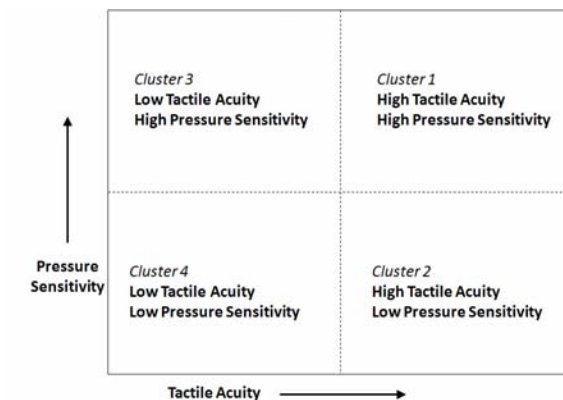 Cluster 3
Low Tactile Acuity
High Pressure Sensitivity
Cluster 1
High Tactile Acuity
High Pressure Sensitivity
Pressure
Sensitivity
Cluster 4
Low Tactile Acuity
Low Pressure Sensitivity
Cluster 2
High Tactile Acuity
Low Pressure Sensitivity
Tactile Acuity